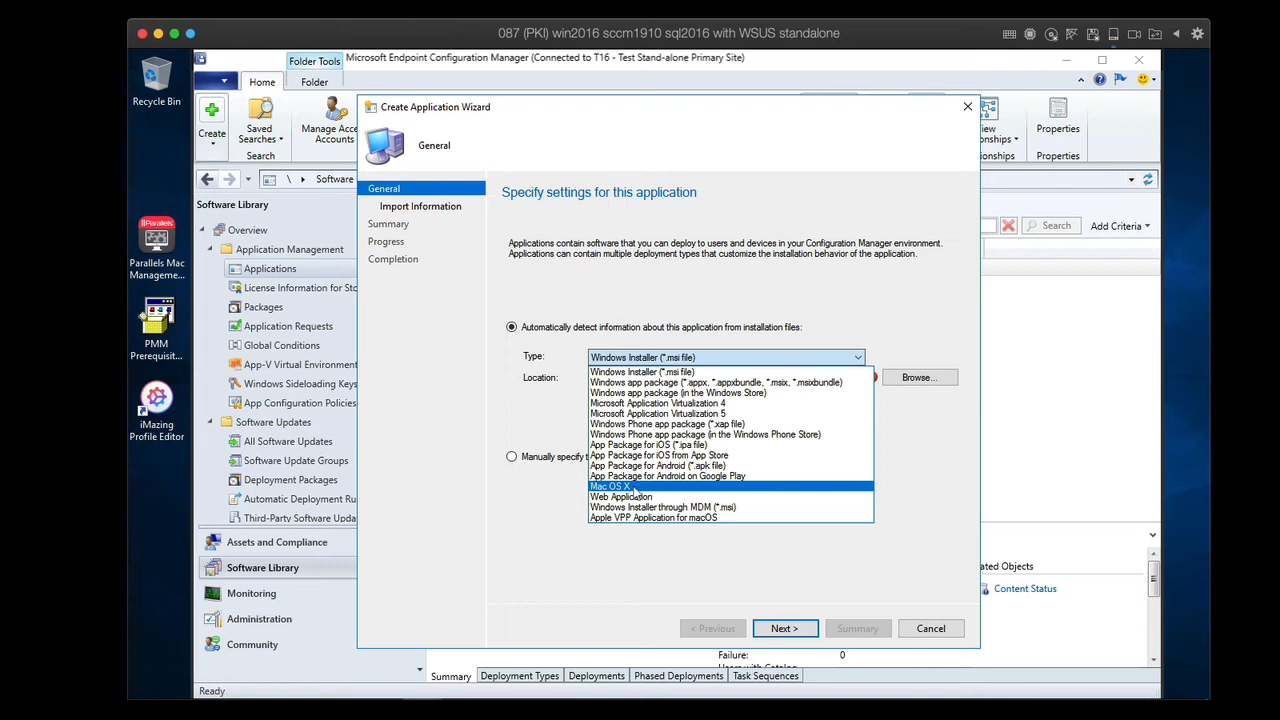 087 (PKI) win2016 sccm1910 sql2016 with WSUS standalone
Recycle Bin
Parallels
Parallels Mac
Manageme...
PMM
Prerequisit...
iMazing
Profile Editor
Folder Tools
Microsoft Endpoint Configuration Manager (Connected to T16 - Test Stand-alone Primary Site)
Home
Folder
Create
Saved
Searches
Search
Manage Acce
Accounts
View
tionships
tionships
Properties
Properties
\
Software
Search
Add Criteria
Software Library
Overview
Application Management
Applications
License Information for Sto
Packages
Application Requests
Global Conditions
App-V Virtual Environment
Windows Sideloading Keys
App Configuration Policies
Software Updates
All Software Updates
Software Update Groups
Deployment Packages
Automatic Deployment Ru
Third-Party Software Upda
Assets and Compliance
Software Library
Monitoring
Administration
Community
Ready
Create Application Wizard
General
General
Import Information
Summary
Progress
Completion
Specify settings for this application
Applications contain software that you can deploy to users and devices in your Configuration Manager environment.
Applications can contain multiple deployment types that customize the installation behavior of the application.
Automatically detect information about this application from installation files:
Type:
Windows Installer (*.msi file)
Location:
Browse...
Windows Installer (*.msi file)
Windows app package (*.appx, *.appxbundle, *.msix, *.msixbundle)
Windows app package (in the Windows Store)
Microsoft Application Virtualization 4
Microsoft Application Virtualization 5
Windows Phone app package (*.xap file)
Windows Phone app package (in the Windows Phone Store)
App Package for iOS (*.ipa file)
App Package for iOS from App Store
App Package for Android (*.apk file)
App Package for Android on Google Play
Mac OS X
Web Application
Windows Installer through MDM (*.msi)
Apple VPP Application for macOS
Manually specify t
< Previous
Next >
Summary
Cancel
ated Objects
Content Status
Failure:
0
Summary
Deployment Types
Deployments
Phased Deployments
Task Sequences